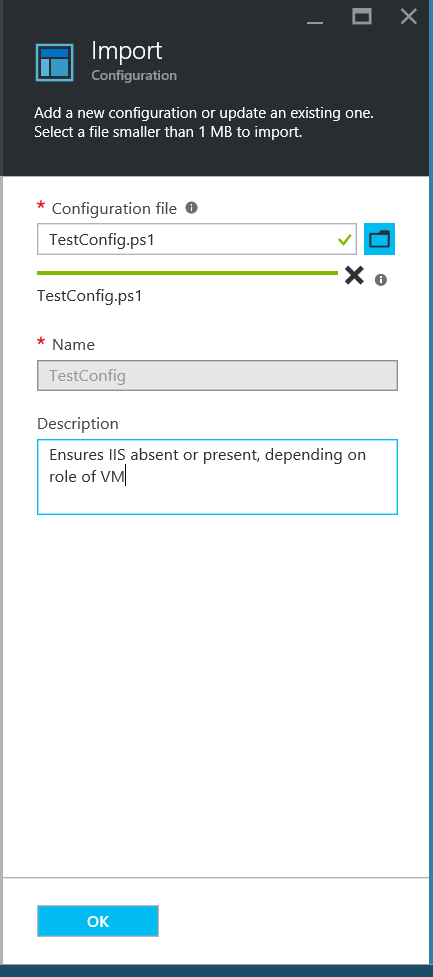 Import
Configuration
Add a new configuration or update an existing one.
Select a file smaller than 1 MB to import.
* Configuration file
TestConfig.ps1
TestConfig.ps1
* Name
TestConfig
Description
Ensures IIS absent or present, depending on
role of VM
OK